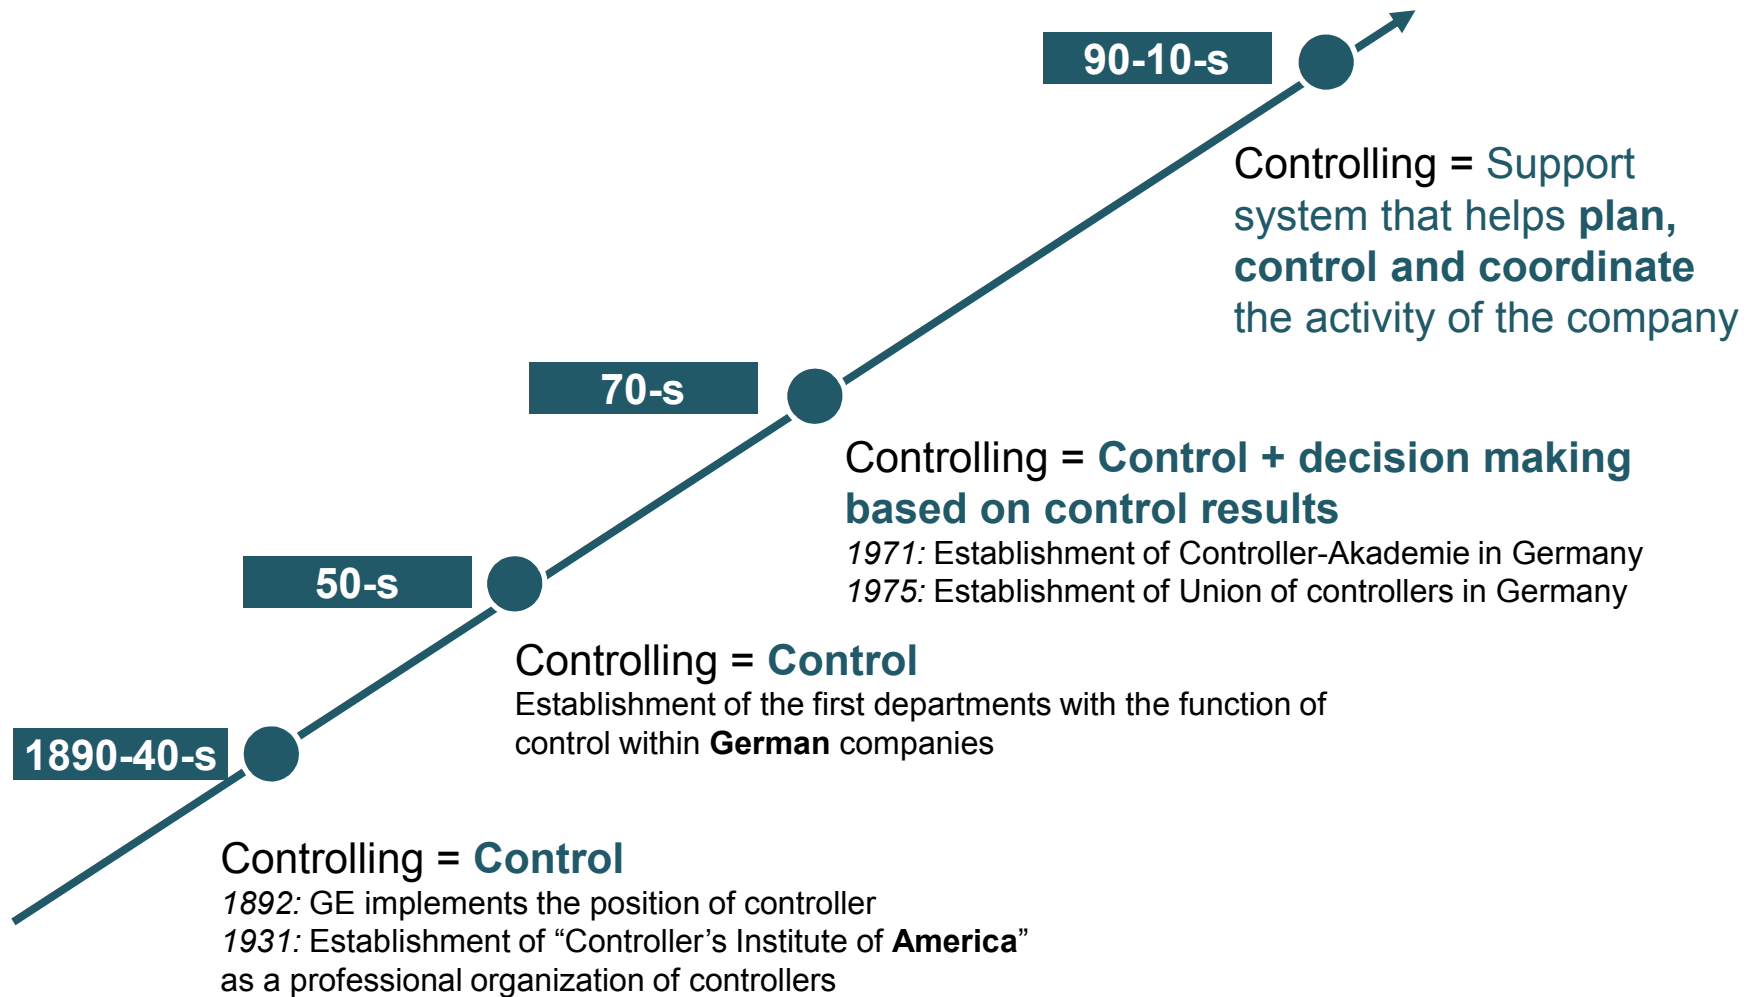 90-10-s
Controlling = Support
system that helps plan,
control and coordinate
the activity of the company
70-s
Controlling = Control + decision making
based on control results
1971: Establishment of Controller-Akademie in Germany
1975: Establishment of Union of controllers in Germany
50-s
Controlling = Control
Establishment of the first departments with the function of
control within German companies
1890-40-s
Controlling = Control
1892: GE implements the position of controller
1931: Establishment of “Controller’s Institute of America”
as a professional organization of controllers